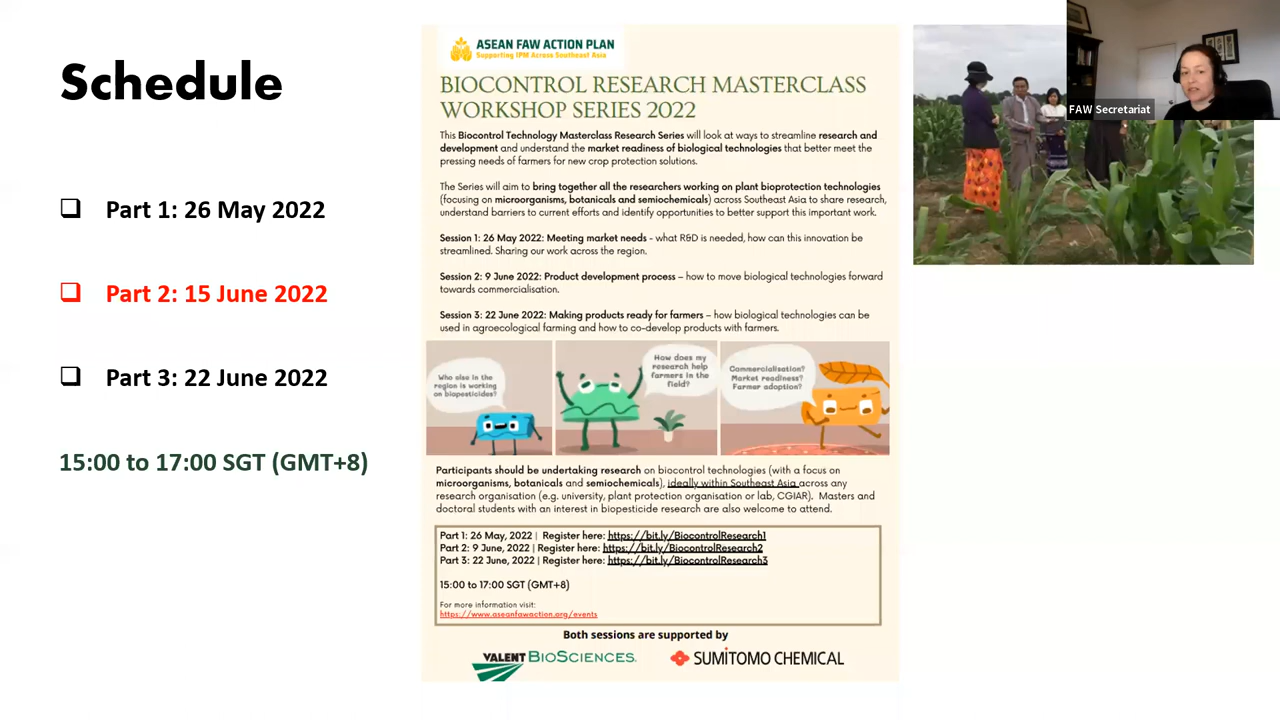 Schedule
Part 1: 26 May 2022
Part 2: 15 June 2022
Part 3: 22 June 2022
15:00 to 17:00 SGT (GMT+8)
ASEAN FAW ACTION PLAN
Supporting IPM Across Southeast Asia
BIOCONTROL RESEARCH MASTERCLASS
WORKSHOP SERIES 2022
This Biocontrol Technology Masterclass Research Series will look at ways to streamline research and
development and understand the market readiness of biological technologies that better meet the
pressing needs of farmers for new crop protection solutions.
The Series will aim to bring together all the researchers working on plant bioprotection technologies
(focusing on microorganisms, botanicals and semiochemicals) across Southeast Asia to share research,
understand barriers to current efforts and identify opportunities to better support this important work.
Session 1: 26 May 2022: Meeting market needs - what R&D is needed, how can this innovation be
streamlined. Sharing our work across the region.
Session 2: 9 June 2022: Product development process – how to move biological technologies forward
towards commercialisation.
Session 3: 22 June 2022: Making products ready for farmers – how biological technologies can be
used in agroecological farming and how to co-develop products with farmers.
Who else in the
region is working
on biopesticides?
How does my
research help
farmers in the
field?
Commercialisation?
Market readiness?
Farmer adoption?
Participants should be undertaking research on biocontrol technologies (with a focus on
microorganisms, botanicals and semiochemicals), ideally within Southeast Asia across any
research organisation (e.g. university, plant protection organisation or lab, CGIAR). Masters and
doctoral students with an interest in biopesticide research are also welcome to attend.
Part 1: 26 May, 2022 | Register here: https://bit.ly/BiocontrolResearch1
Part 2: 9 June, 2022 | Register here: https://bit.ly/BiocontrolResearch2
Part 3: 22 June, 2022 | Register here: https://bit.ly/BiocontrolResearch3
15:00 to 17:00 SGT (GMT+8)
For more information visit:
https://www.aseanfawaction.org/events
Both sessions are supported by
VALENT BIOSCIENCES.
SUMITOMO CHEMICAL
FAW Secretariat